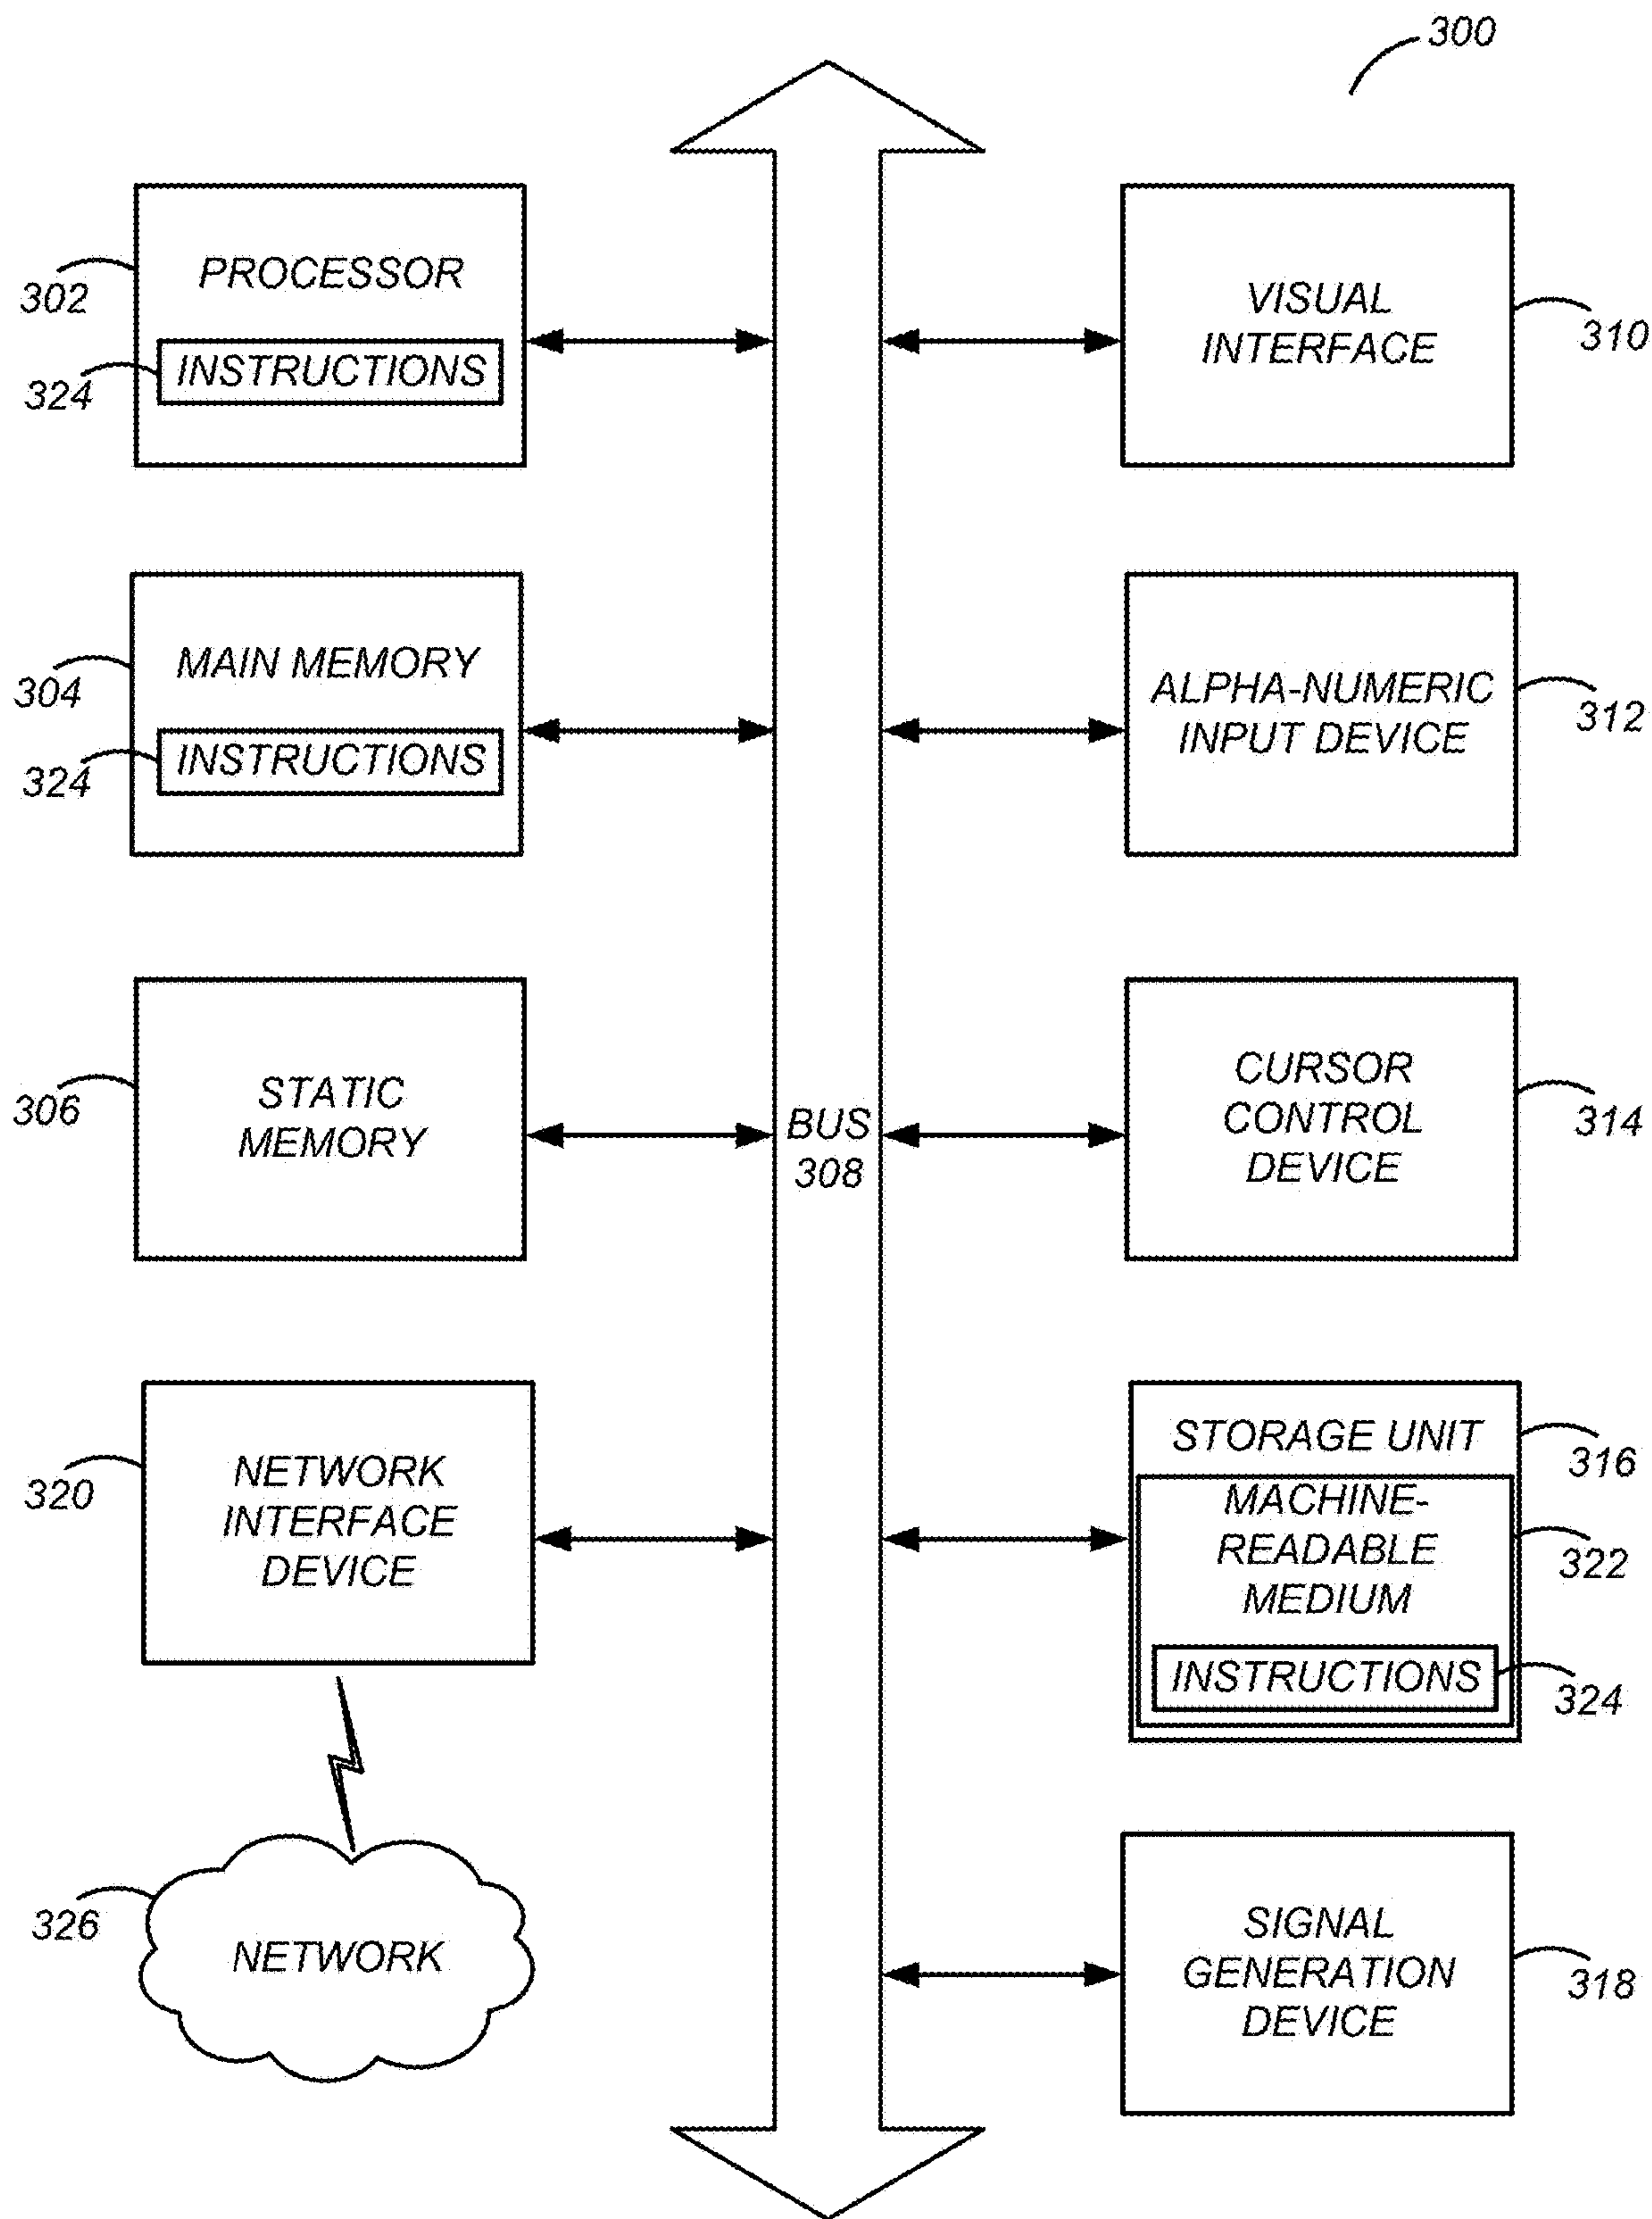 300
PROCESSOR
302
INSTRUCTIONS
324
MAIN MEMORY
304
INSTRUCTIONS
324
STATIC
MEMORY
306
NETWORK
INTERFACE
DEVICE
320
NETWORK
326
BUS
308
VISUAL
INTERFACE
310
ALPHA-NUMERIC
INPUT DEVICE
312
CURSOR
CONTROL
DEVICE
314
STORAGE UNIT
316
MACHINE-
READABLE
MEDIUM
322
INSTRUCTIONS
324
SIGNAL
GENERATION
DEVICE
318